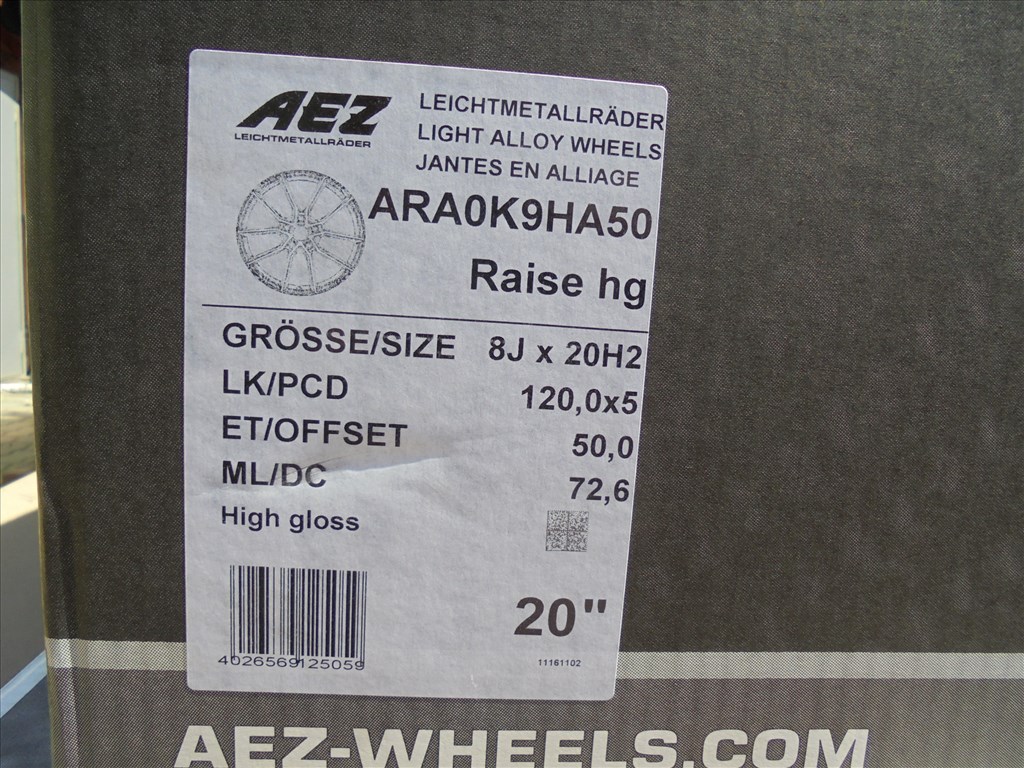 AEZ
LEICHTMETALLRÄDER
LEICHTMETALLRÄDER
LIGHT ALLOY WHEELS
JANTES EN ALLIAGE
ARA0K9HA50
Raise hg
GRÖSSE/SIZE 8J x 20H2
LK/PCD 120,0x5
ET/OFFSET 50,0
ML/DC 72,6
High gloss
20"
4026569125059
11161102
AEZ-WHEELS.COM